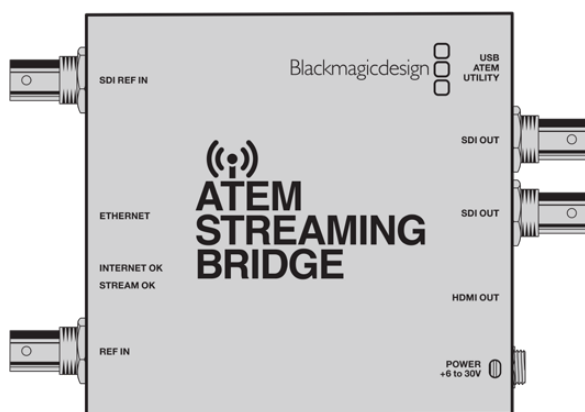 SDI REF IN
Blackmagicdesign
USB
ATEM
UTILITY
SDI OUT
ATEM
STREAMING
BRIDGE
ETHERNET
SDI OUT
INTERNET OK
STREAM OK
HDMI OUT
REF IN
POWER
+6 to 30V